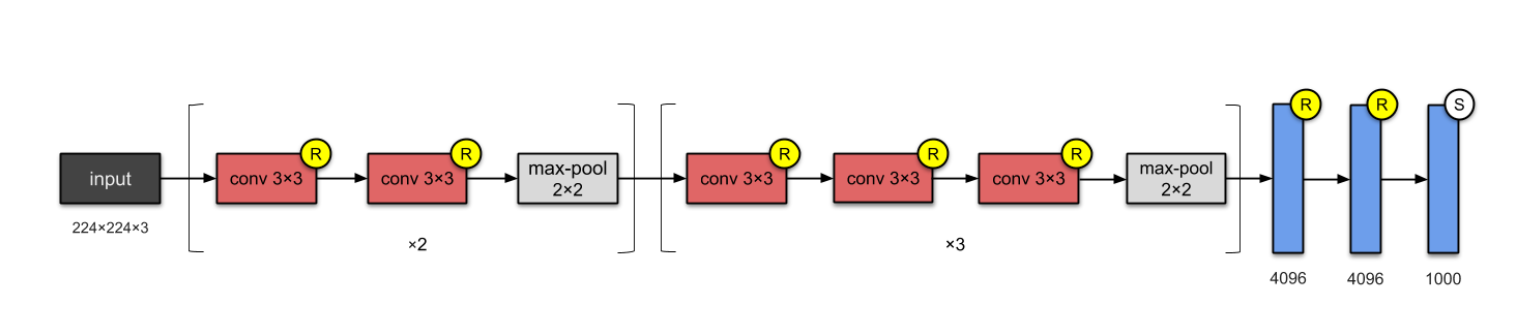 input
224×224×3
conv 3×3
R
conv 3×3
R
max-pool
2×2
×2
conv 3×3
R
conv 3×3
R
conv 3×3
R
max-pool
2×2
×3
R
4096
R
4096
S
1000